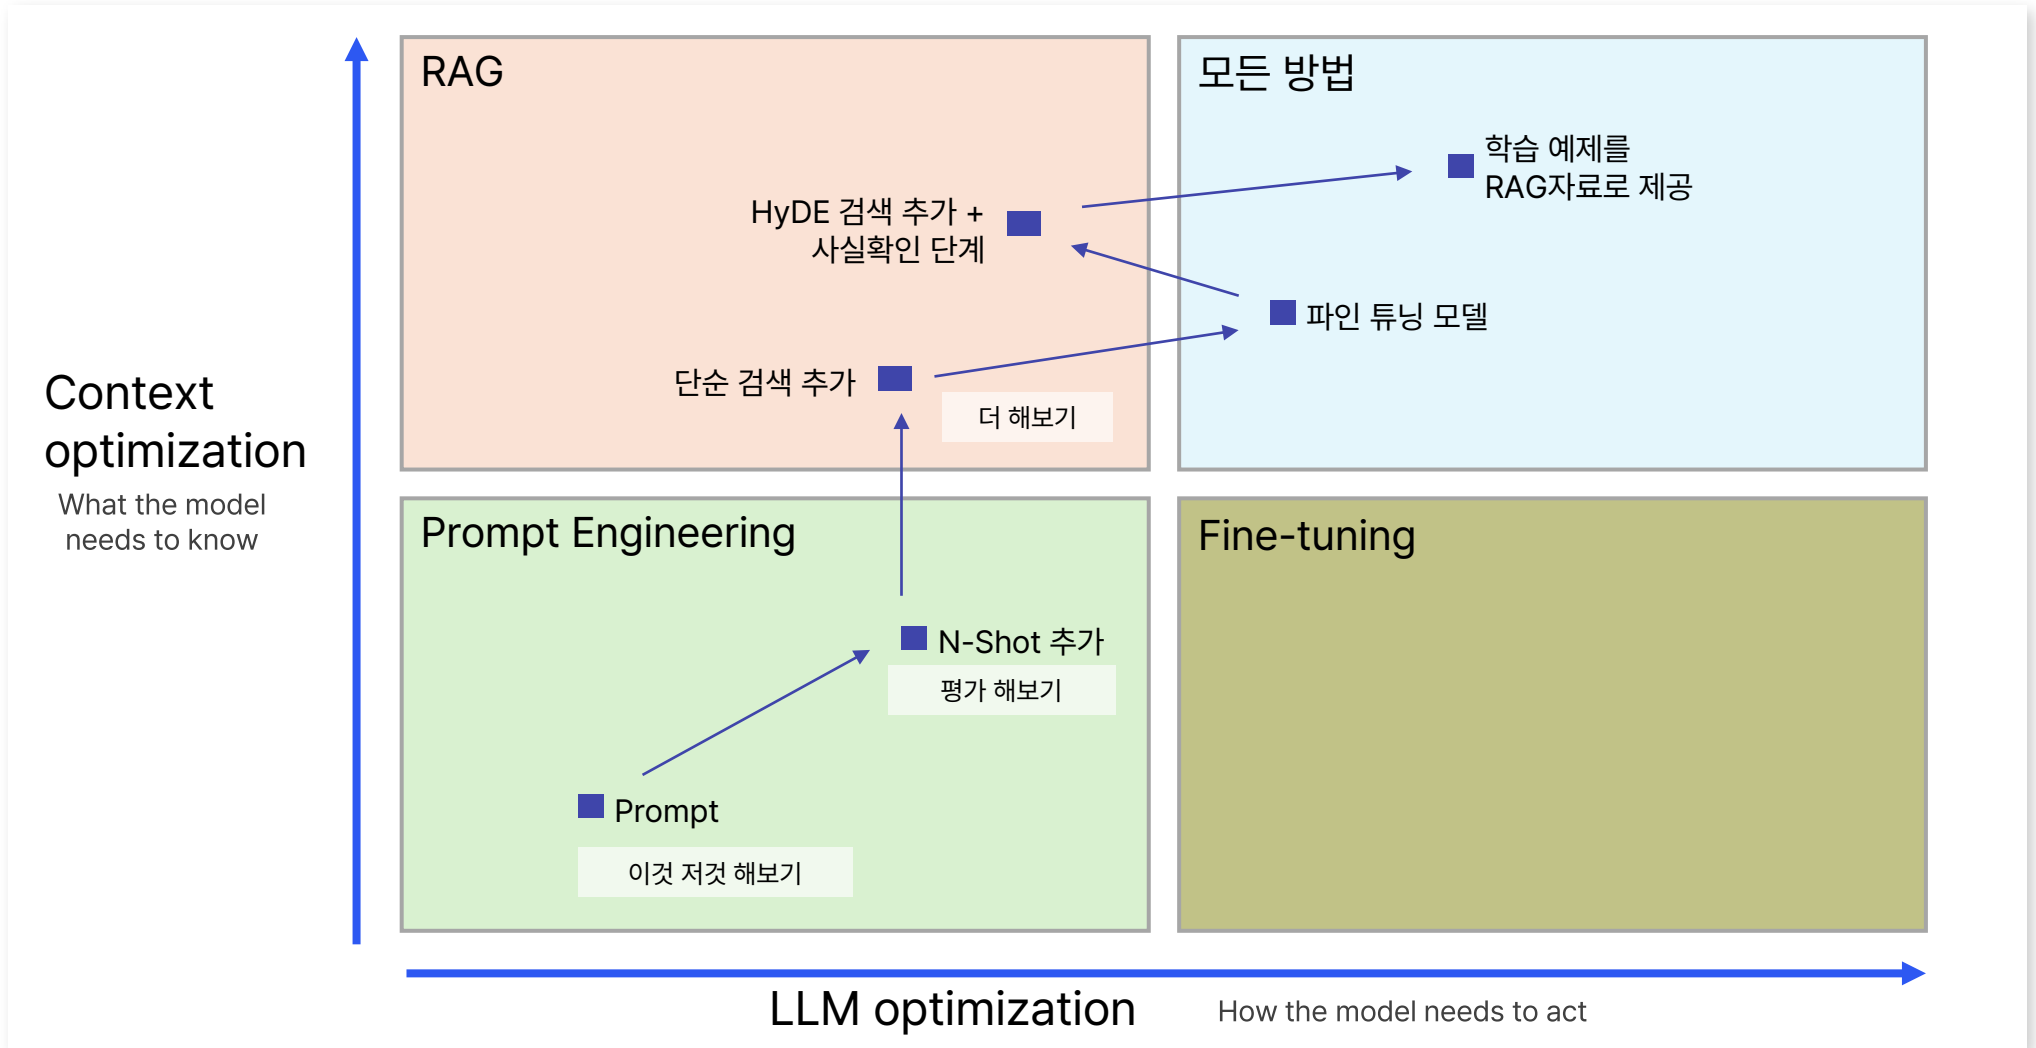 RAG
모든 방법
학습 예제를
RAG자료로 제공
HyDE 검색 추가 +
사실확인 단계
파인 튜닝 모델
단순 검색 추가
더 해보기
Context
optimization
What the model
needs to know
Prompt Engineering
Fine-tuning
N-Shot 추가
평가 해보기
Prompt
이것 저것 해보기
LLM optimization
How the model needs to act